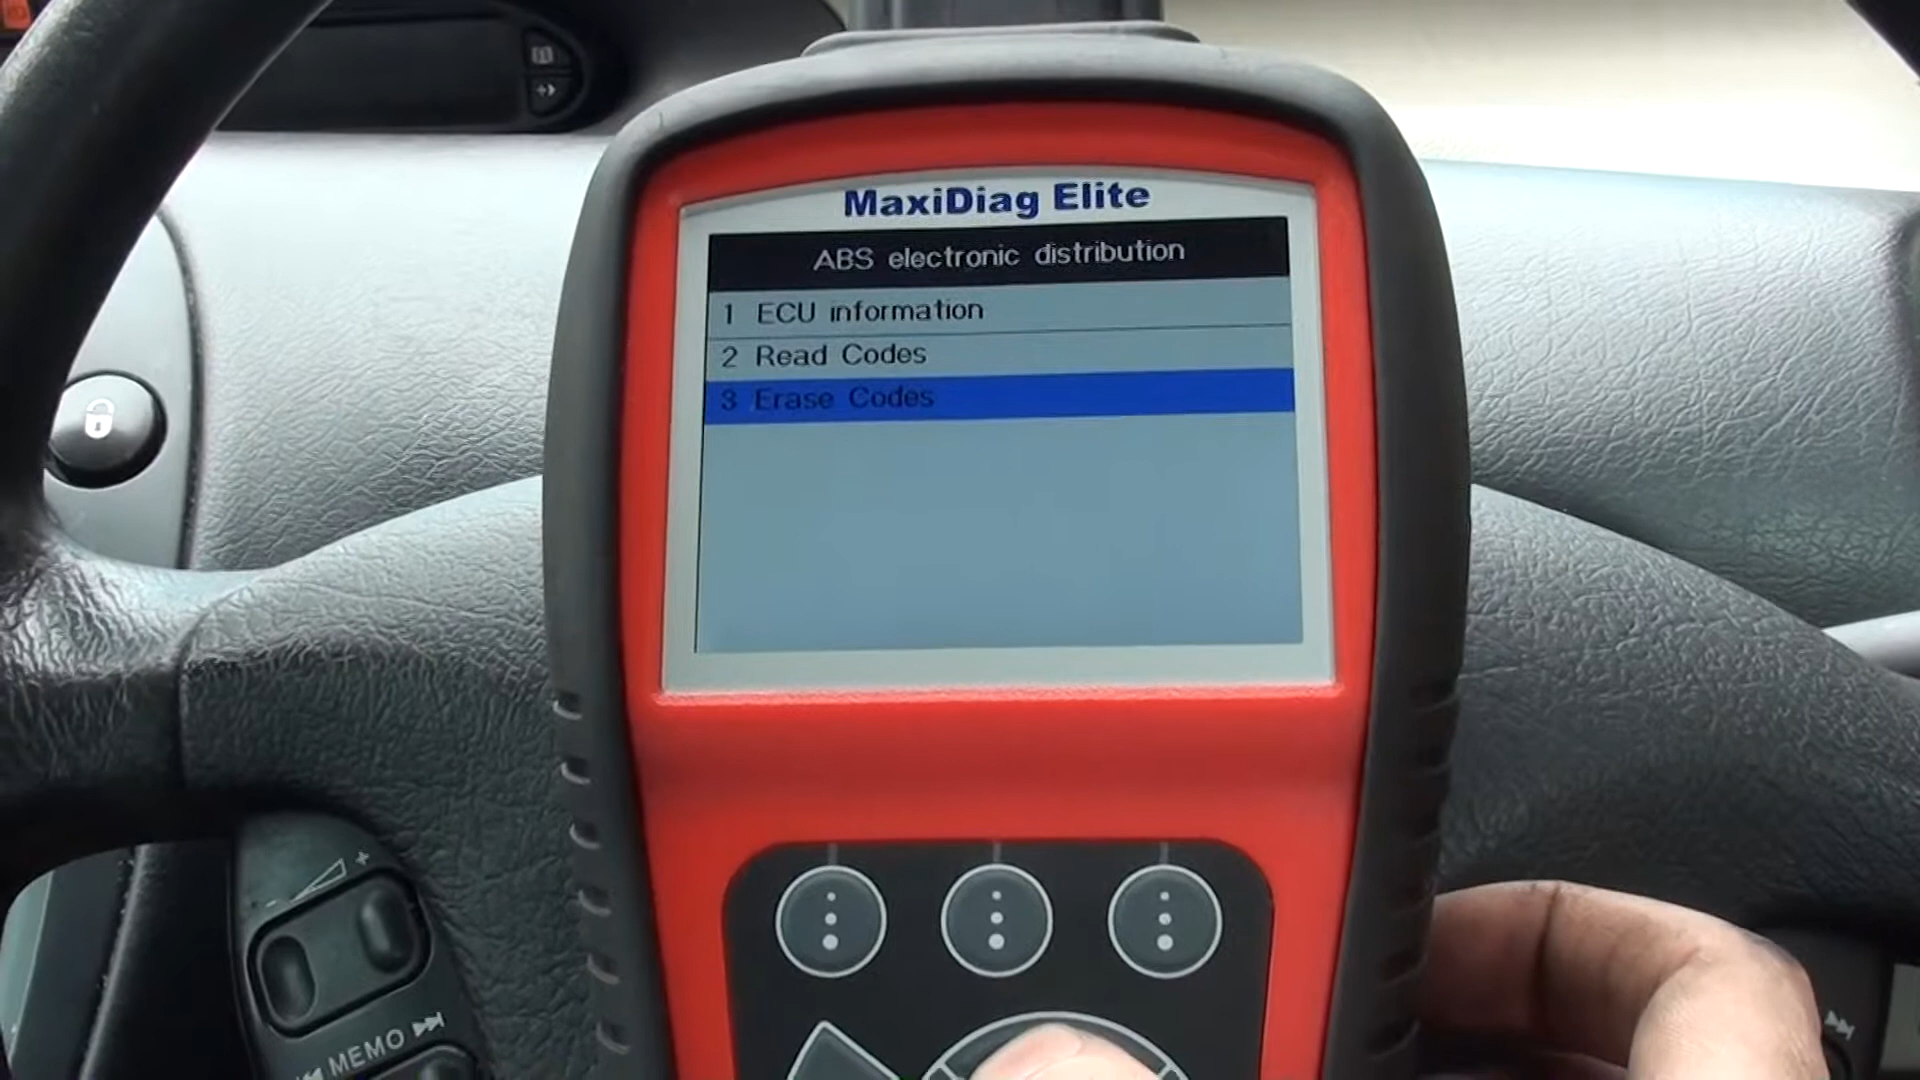 MaxiDiag Elite
ABS electronic distribution
1 ECU information
2 Read Codes
3 Erase Codes
- +
MEMO